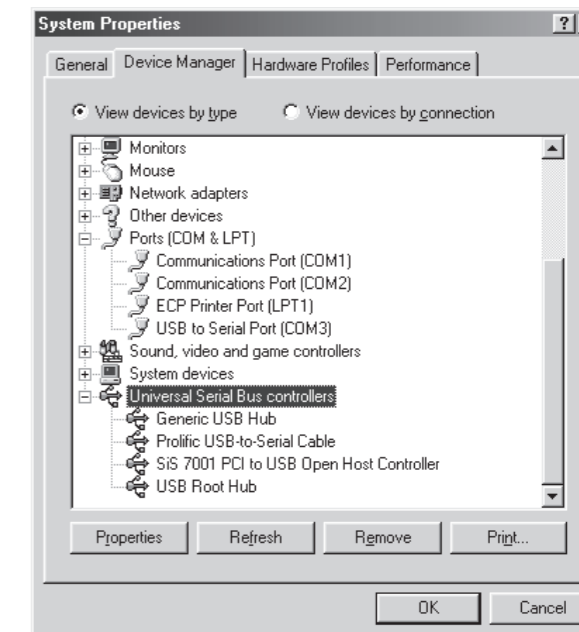 System Properties ?
General Device Manager Hardware Profiles Performance
View devices by type View devices by connection
Monitors
Mouse
Network adapters
Other devices
Ports (COM & LPT)
Communications Port (COM1)
Communications Port (COM2)
ECP Printer Port (LPT1)
USB to Serial Port (COM3)
Sound, video and game controllers
System devices
Universal Serial Bus controllers
Generic USB Hub
Prolific USB-to-Serial Cable
SiS 7001 PCI to USB Open Host Controller
USB Root Hub
Properties Refresh Remove Print...
OK Cancel